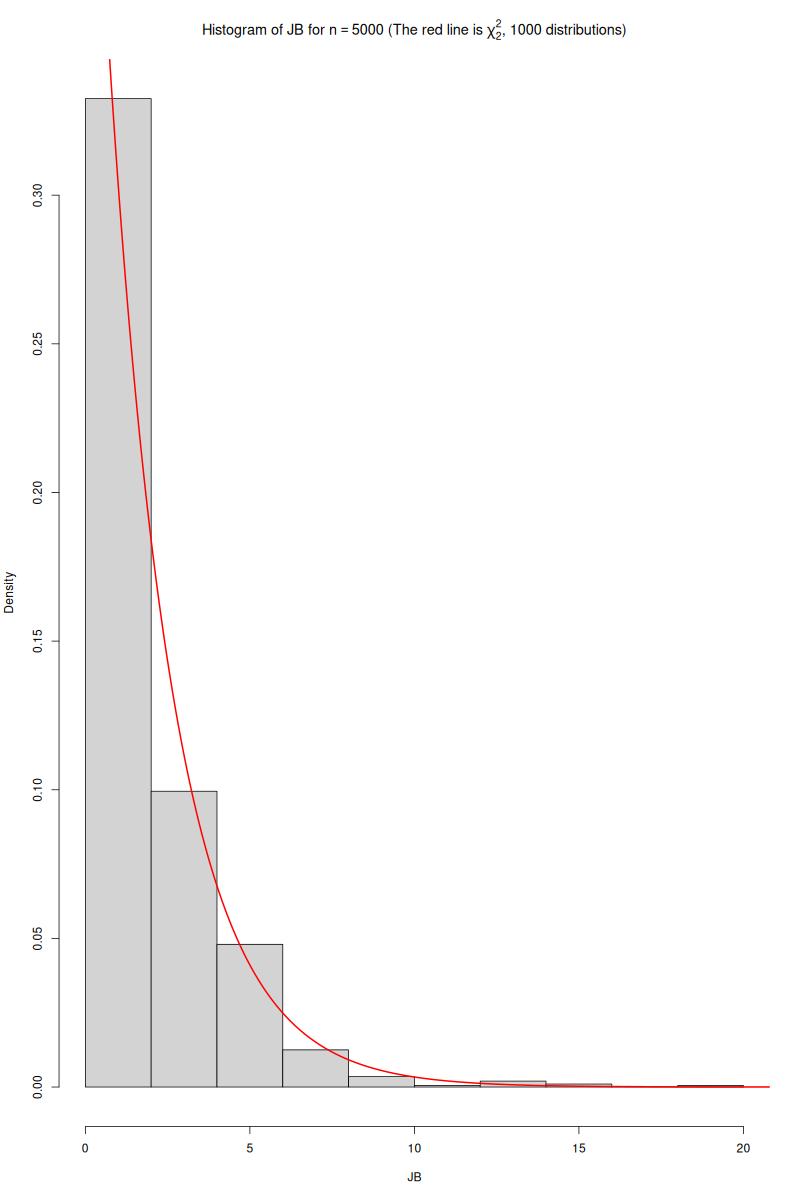 Histogram of JB for n = 5000 (The red line is χ²₂, 1000 distributions)
0.30
0.25
0.20
0.15
0.10
0.05
0.00
Density
0 5 10 15 20
JB